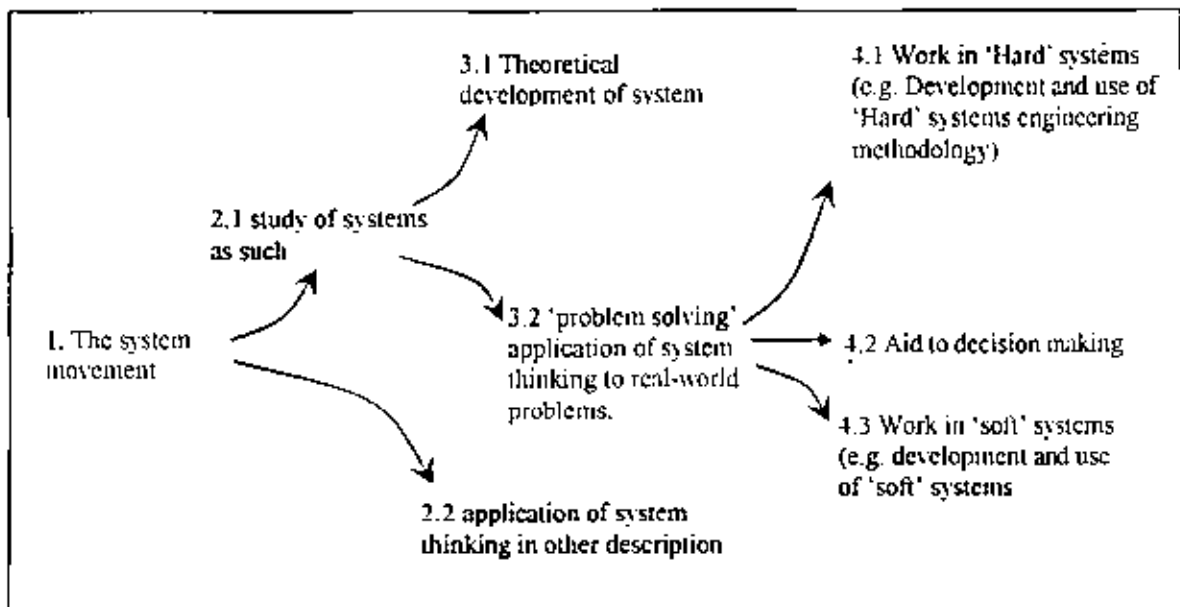 1. The system
movement
2.1 study of systems
as such
2.2 application of system
thinking in other description
3.1 Theoretical
development of system
3.2 ‘problem solving’
application of system
thinking to real-world
problems.
4.1 Work in ‘Hard’ systems
(e.g. Development and use of
‘Hard’ systems engineering
methodology)
4.2 Aid to decision making
4.3 Work in ‘soft’ systems
(e.g. development and use
of ‘soft’ systems